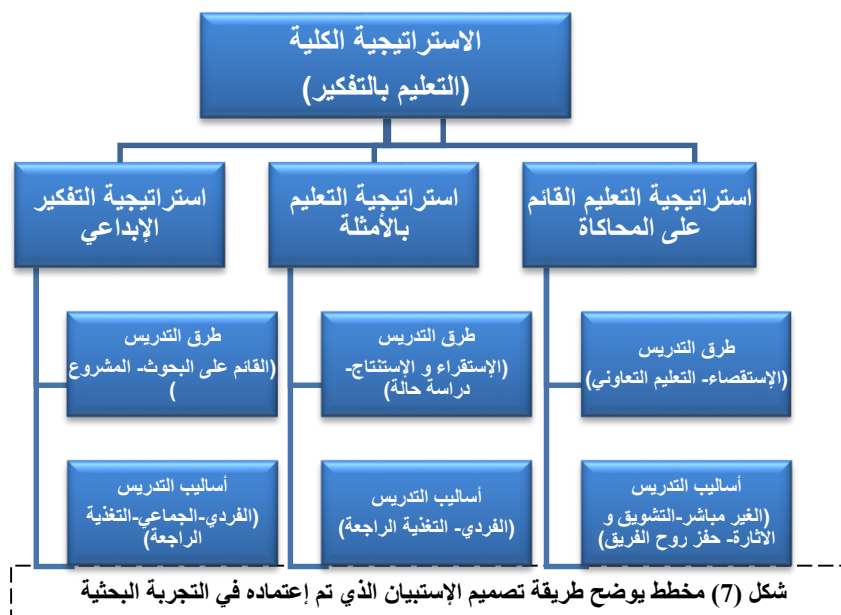 الاستراتيجية الكلية
(التعليم بالتفكير)
استراتيجية التعليم القائم
على المحاكاة
استراتيجية التعليم
بالأمثلة
استراتيجية التفكير
الإبداعي
طرق التدريس
(الإستقصاء- التعليم التعاوني)
طرق التدريس
(الإستقراء و الإستنتاج-
دراسة حالة)
طرق التدريس
(القائم على البحوث- المشروع
)
أساليب التدريس
(الغير مباشر-التشويق و
الاثارة- حفز روح الفريق)
أساليب التدريس
(الفردي- التغذية الراجعة)
أساليب التدريس
(الفردي-الجماعي-التغذية
الراجعة)
شكل (7) مخطط يوضح طريقة تصميم الإستبيان الذي تم إعتماده في التجربة البحثية